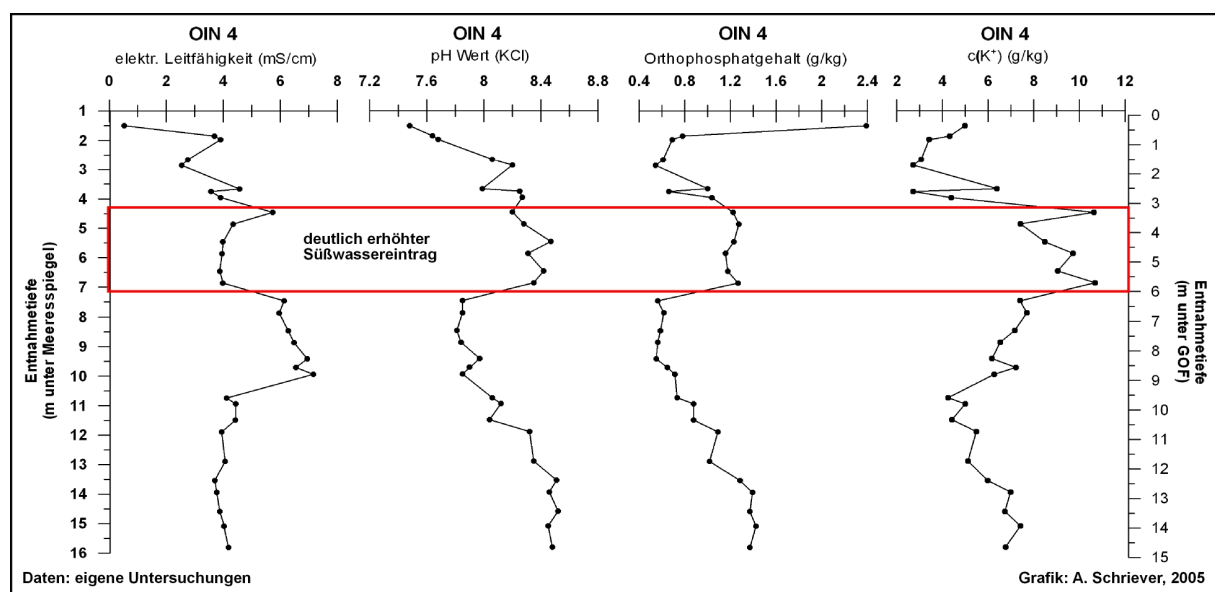 OIN 4 OIN 4 OIN 4 OIN 4
elektr. Leitfähigkeit (mS/cm) pH Wert (KCl) Orthophosphatgehalt (g/kg) c(K⁺) (g/kg)
0 2 4 6 8 7.2 7.6 8 8.4 8.8 0.4 0.8 1.2 1.6 2 2.4 2 4 6 8 10 12
1 0
2 1
3 2
4 3
5 4
6 5
7 6
8 7
9 8
10 9
11 10
12 11
13 12
14 13
15 14
16 15
deutlich erhöhter
Süßwassereintrag
Entnahmetiefe
(m unter Meeresspiegel)
Entnahmetiefe
(m unter GOF)
Daten: eigene Untersuchungen Grafik: A. Schriever, 2005